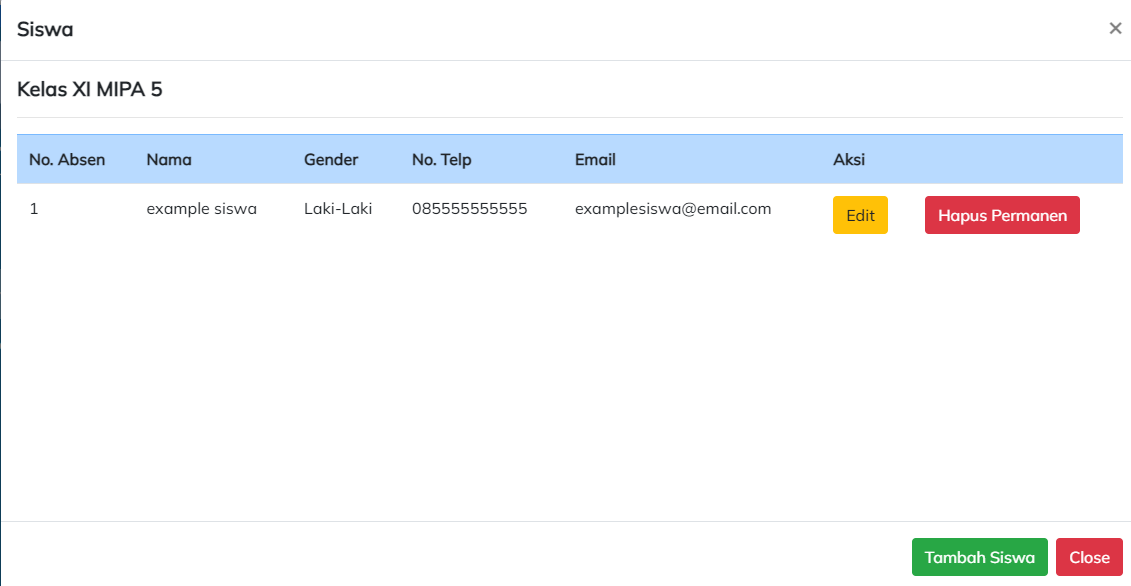 Siswa ×
Kelas XI MIPA 5
No. Absen Nama Gender No. Telp Email Aksi
1 example siswa Laki-Laki 085555555555 examplesiswa@email.com Edit Hapus Permanen
Tambah Siswa Close